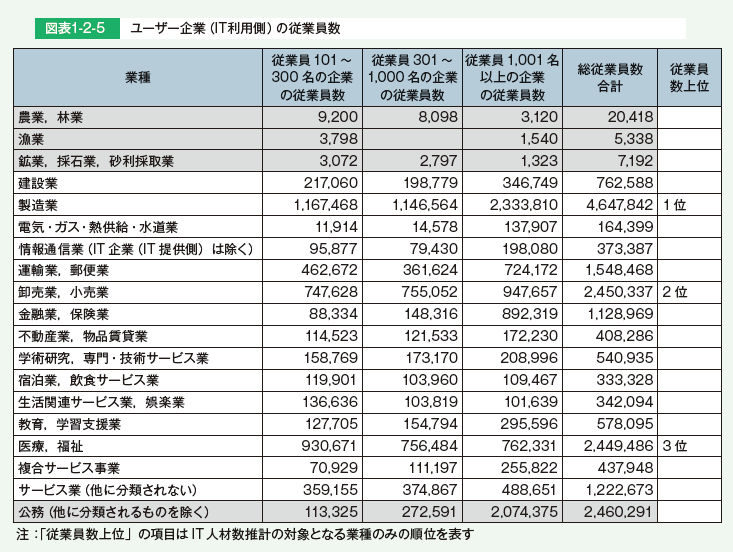 図表1-2-5 ユーザー企業（IT利用側）の従業員数
業種 従業員 101～300 名の企業の従業員数 従業員 301～1,000 名の企業の従業員数 従業員 1,001 名以上の企業の従業員数 総従業員数合計 従業員数上位
農業，林業 9,200 8,098 3,120 20,418
漁業 3,798 1,540 5,338
鉱業，採石業，砂利採取業 3,072 2,797 1,323 7,192
建設業 217,060 198,779 346,749 762,588
製造業 1,167,468 1,146,564 2,333,810 4,647,842 1 位
電気・ガス・熱供給・水道業 11,914 14,578 137,907 164,399
情報通信業（IT 企業（IT 提供側）は除く） 95,877 79,430 198,080 373,387
運輸業，郵便業 462,672 361,624 724,172 1,548,468
卸売業，小売業 747,628 755,052 947,657 2,450,337 2 位
金融業，保険業 88,334 148,316 892,319 1,128,969
不動産業，物品賃貸業 114,523 121,533 172,230 408,286
学術研究，専門・技術サービス業 158,769 173,170 208,996 540,935
宿泊業，飲食サービス業 119,901 103,960 109,467 333,328
生活関連サービス業，娯楽業 136,636 103,819 101,639 342,094
教育，学習支援業 127,705 154,794 295,596 578,095
医療，福祉 930,671 756,484 762,331 2,449,486 3 位
複合サービス事業 70,929 111,197 255,822 437,948
サービス業（他に分類されない） 359,155 374,867 488,651 1,222,673
公務（他に分類されるものを除く） 113,325 272,591 2,074,375 2,460,291
注：「従業員数上位」の項目は IT 人材数推計の対象となる業種のみの順位を表す